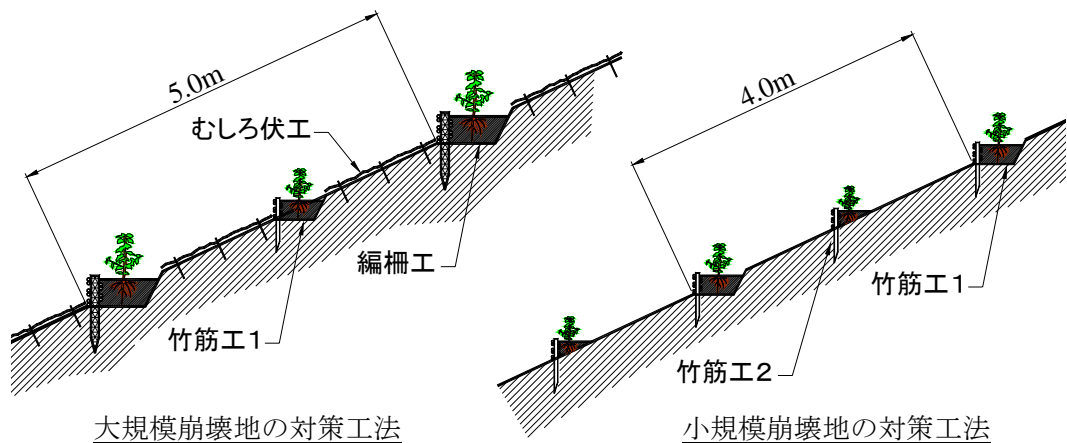 5.0m
むしろ伏工
編柵工
竹筋工1
大規模崩壊地の対策工法
4.0m
竹筋工1
竹筋工2
小規模崩壊地の対策工法